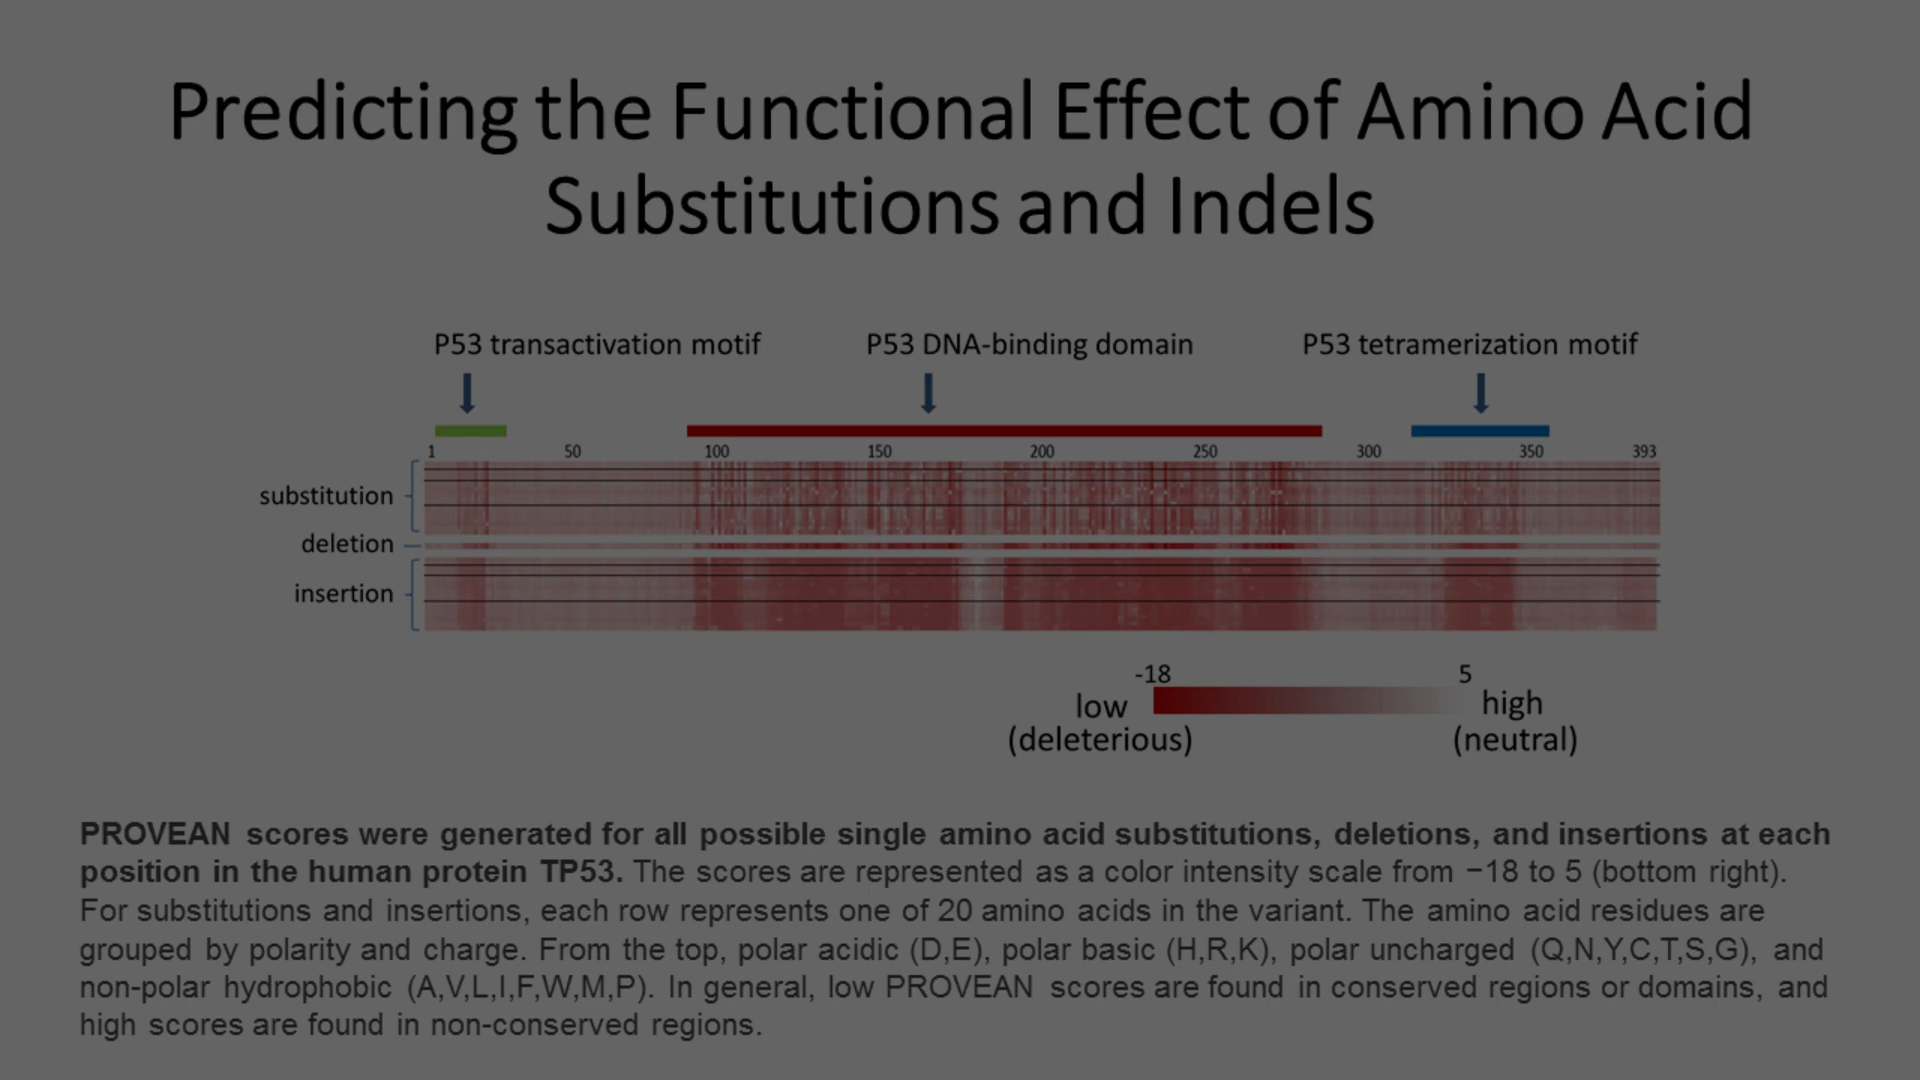 Predicting the Functional Effect of Amino Acid
Substitutions and Indels
P53 transactivation motif
P53 DNA-binding domain
P53 tetramerization motif
1 50 100 150 200 250 300 350 393
substitution
deletion
insertion
-18 5
low high
(deleterious) (neutral)
PROVEAN scores were generated for all possible single amino acid substitutions, deletions, and insertions at each
position in the human protein TP53. The scores are represented as a color intensity scale from −18 to 5 (bottom right).
For substitutions and insertions, each row represents one of 20 amino acids in the variant. The amino acid residues are
grouped by polarity and charge. From the top, polar acidic (D,E), polar basic (H,R,K), polar uncharged (Q,N,Y,C,T,S,G), and
non-polar hydrophobic (A,V,L,I,F,W,M,P). In general, low PROVEAN scores are found in conserved regions or domains, and
high scores are found in non-conserved regions.